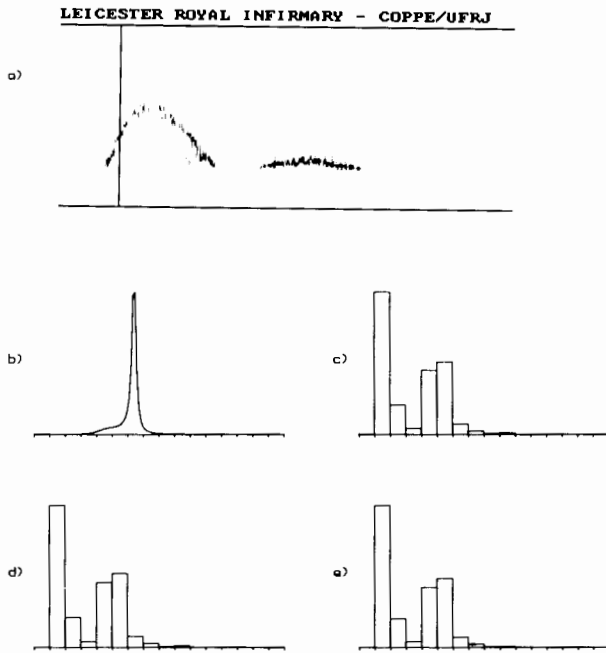 LEICESTER ROYAL INFIRMARY - COPPE/UFRJ
a)
b)
c)
d)
e)